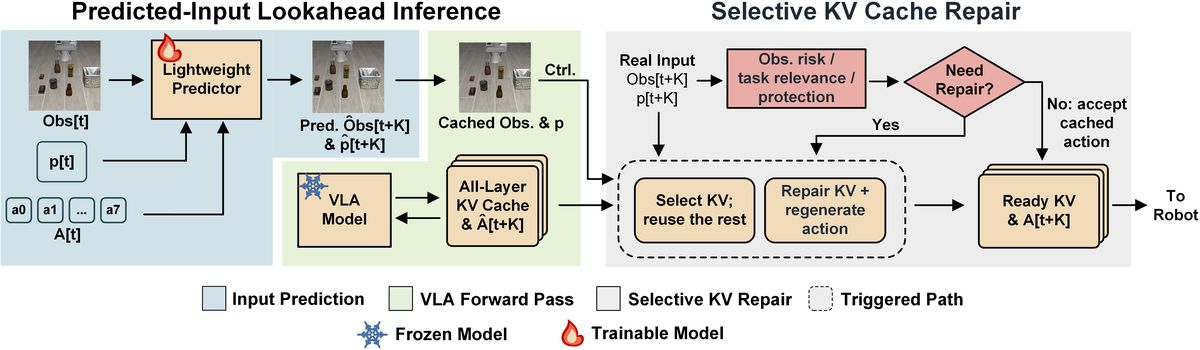 Predicted-Input Lookahead Inference
Selective KV Cache Repair
Obs[t]
p[t]
a0 a1 ... a7
A[t]
Lightweight
Predictor
Pred. Ôbs[t+K]
& p̂[t+K]
Cached Obs. & p
Ctrl.
VLA
Model
All-Layer
KV Cache
& Â[t+K]
Real Input
Obs[t+K]
p[t+K]
Obs. risk /
task relevance /
protection
Need
Repair?
Yes
No: accept
cached
action
Select KV;
reuse the rest
Repair KV +
regenerate
action
Ready KV
& A[t+K]
To
Robot
Input Prediction
VLA Forward Pass
Selective KV Repair
Triggered Path
Frozen Model
Trainable Model